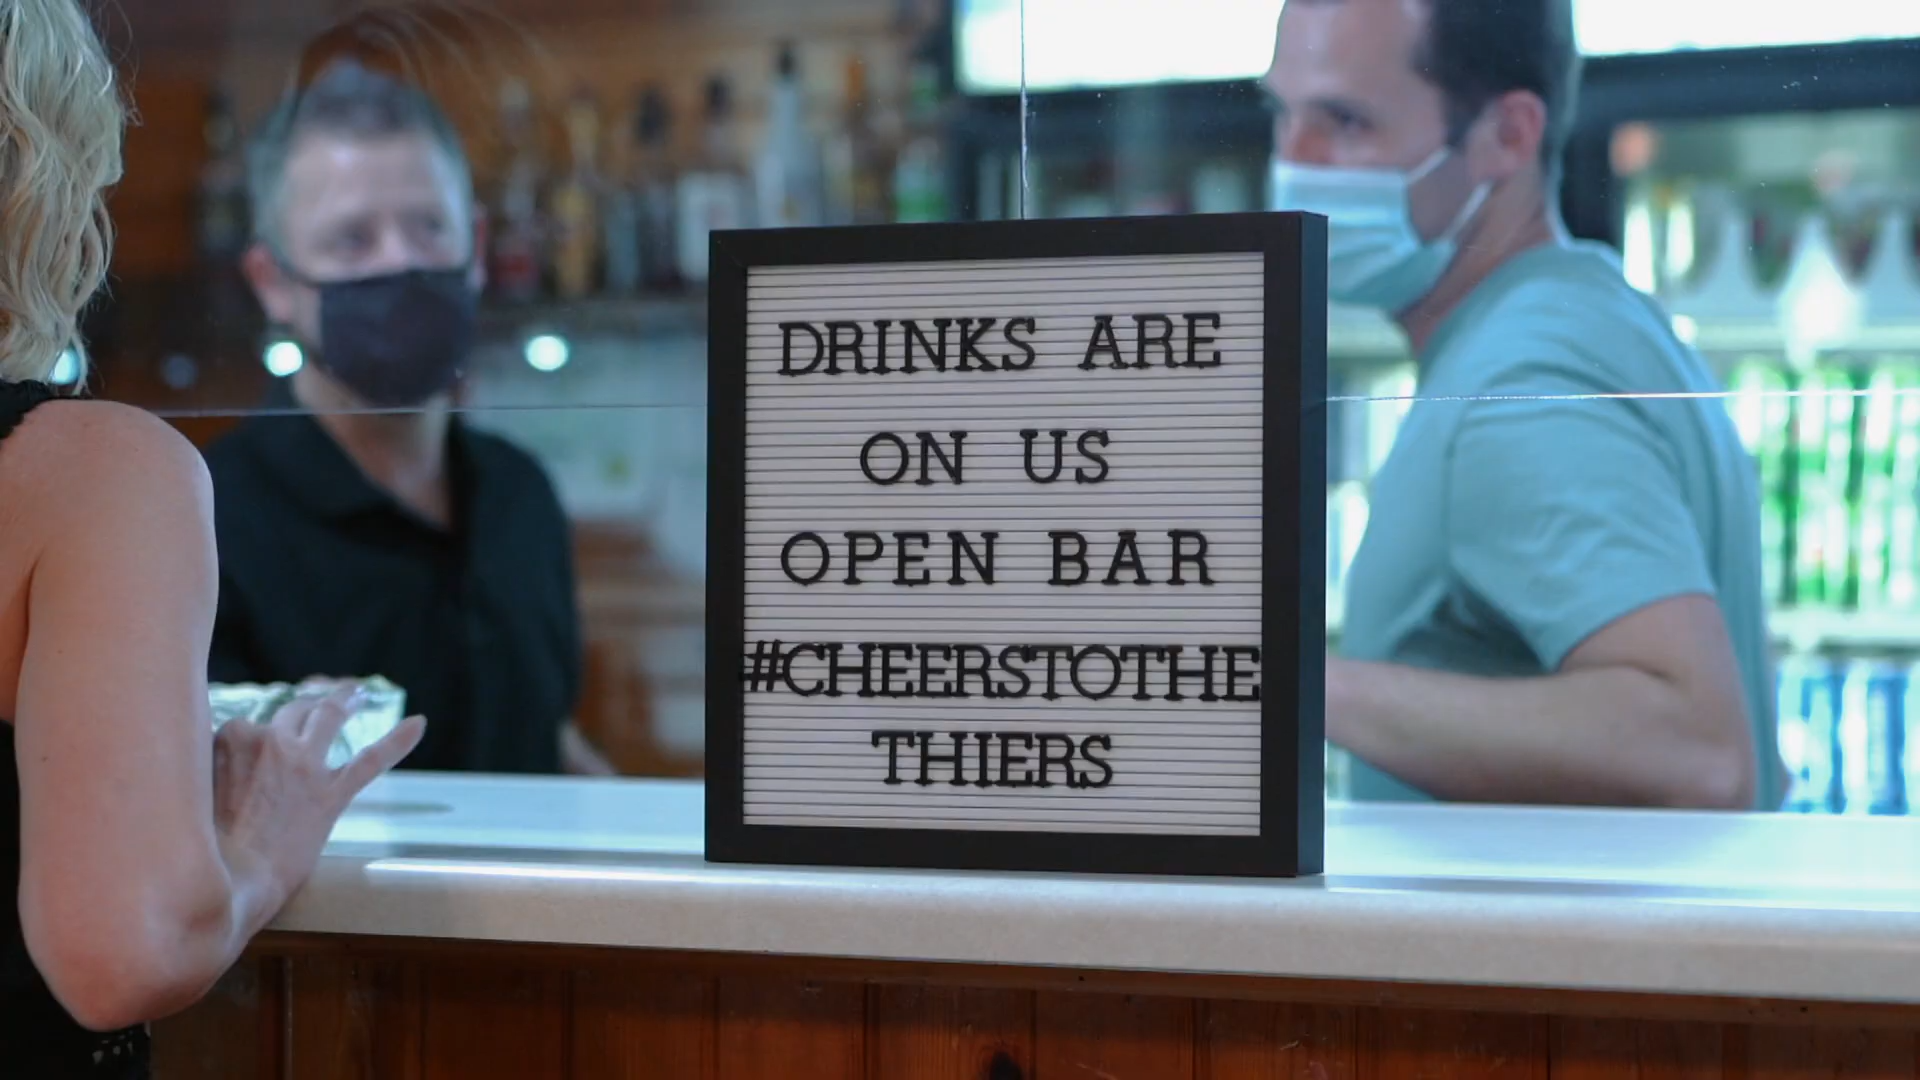 DRINKS ARE
ON US
OPEN BAR
#CHEERSTOTHE
THIERS